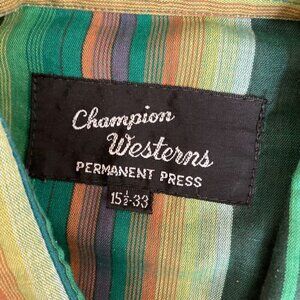 Champion
Westerns
PERMANENT PRESS
15½-33